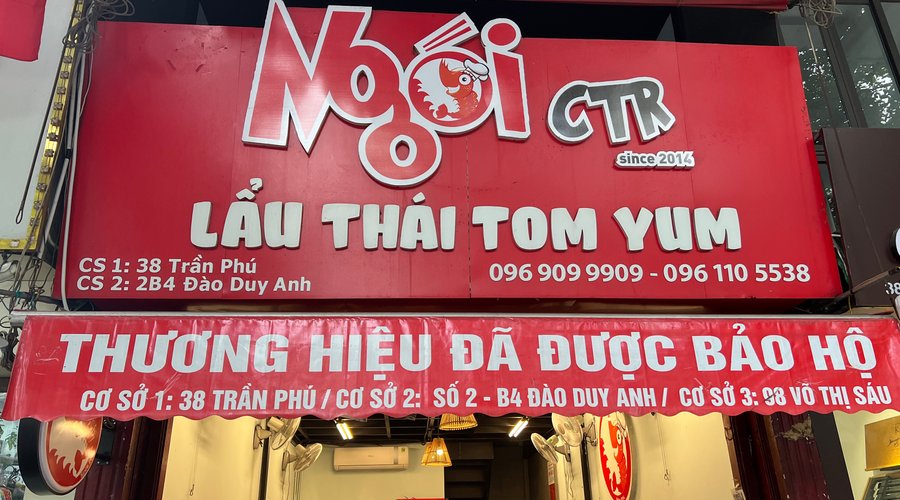 Ngói
CTR
since 2014
LẨU THÁI TOM YUM
CS 1: 38 Trần Phú
CS 2: 2B4 Đào Duy Anh
096 909 9909 - 096 110 5538
THƯƠNG HIỆU ĐÃ ĐƯỢC BẢO HỘ
CƠ SỞ 1: 38 TRẦN PHÚ / CƠ SỞ 2: SỐ 2 - B4 ĐÀO DUY ANH / CƠ SỞ 3: 98 VÕ THỊ SÁU